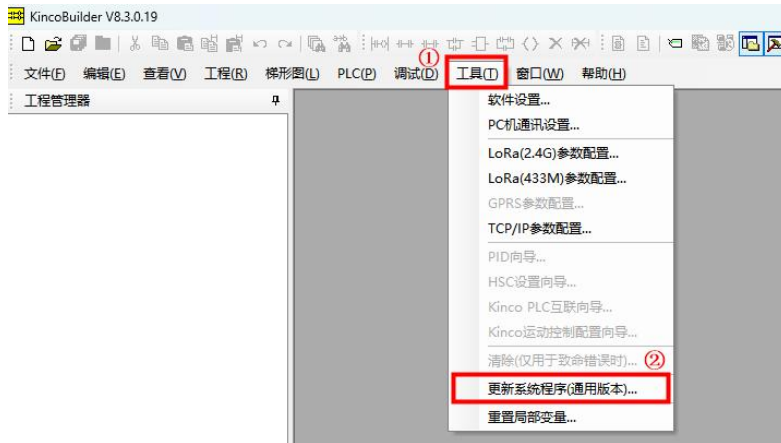 KincoBuilder V8.3.0.19
①
文件(F) 编辑(E) 查看(V) 工程(R) 梯形图(L) PLC(P) 调试(D) 工具(T) 窗口(W) 帮助(H)
工程管理器
软件设置...
PC机通讯设置...
LoRa(2.4G)参数配置...
LoRa(433M)参数配置...
GPRS参数配置...
TCP/IP参数配置...
PID向导...
HSC设置向导...
Kinco PLC互联向导...
Kinco运动控制配置向导...
清除(仅用于致命错误时)... ②
更新系统程序(通用版本)...
重置局部变量...